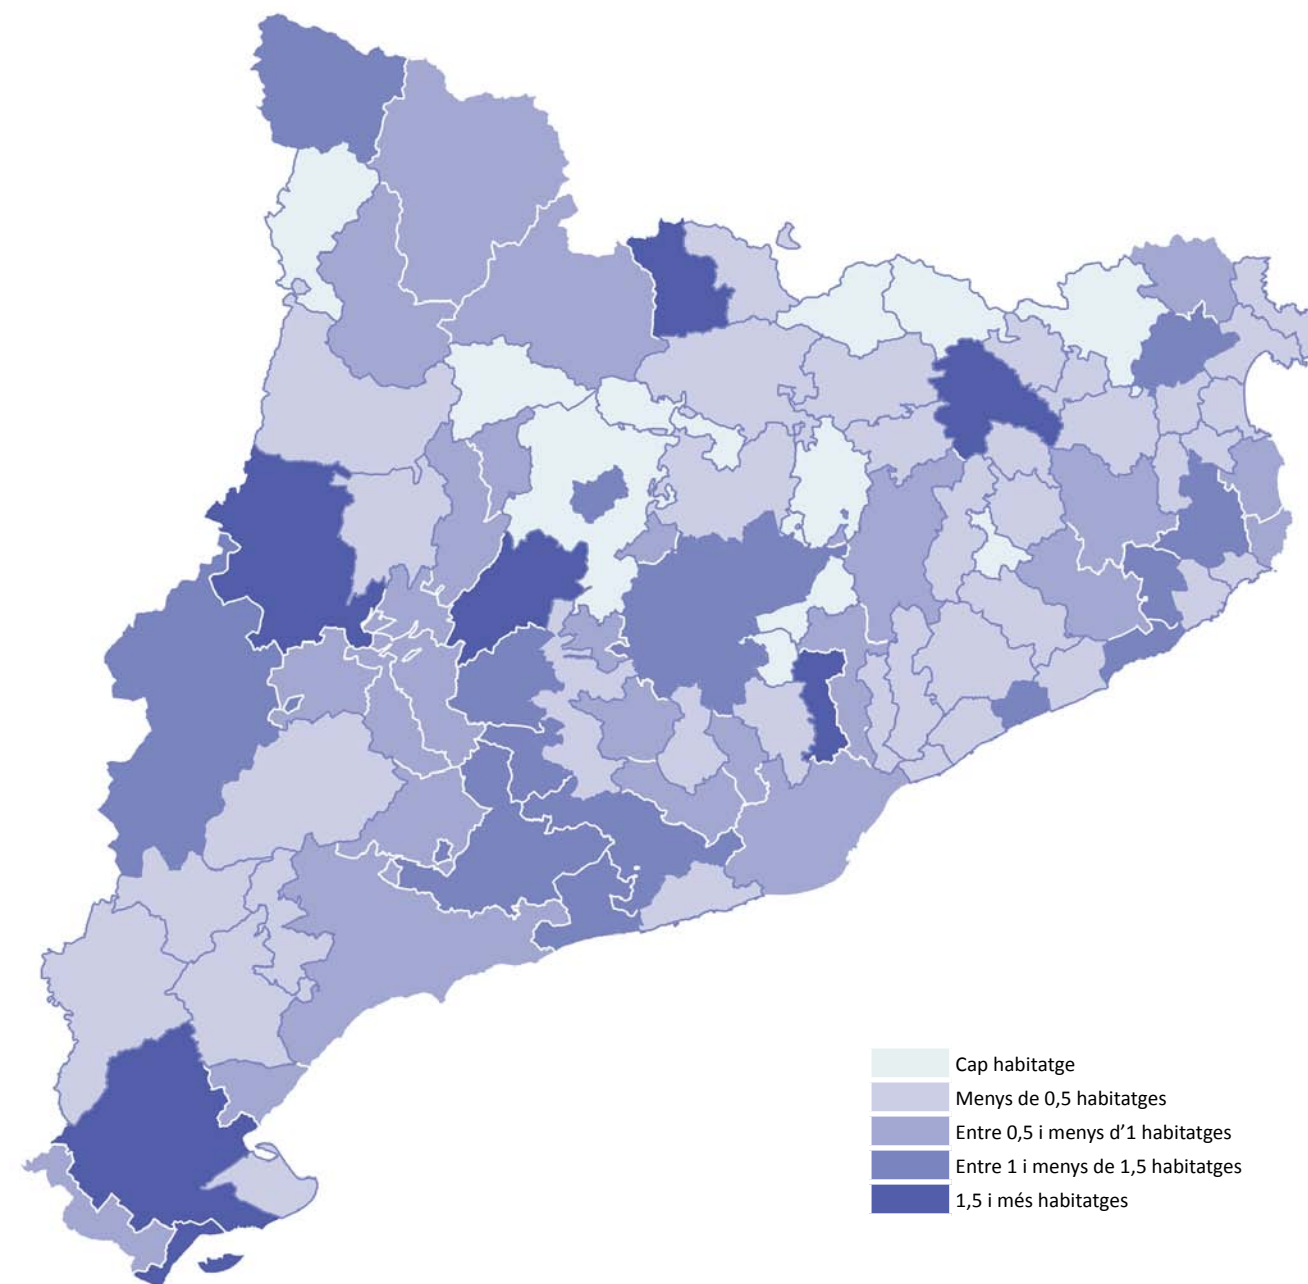 Cap habitatge
Menys de 0,5 habitatges
Entre 0,5 i menys d’1 habitatges
Entre 1 i menys de 1,5 habitatges
1,5 i més habitatges